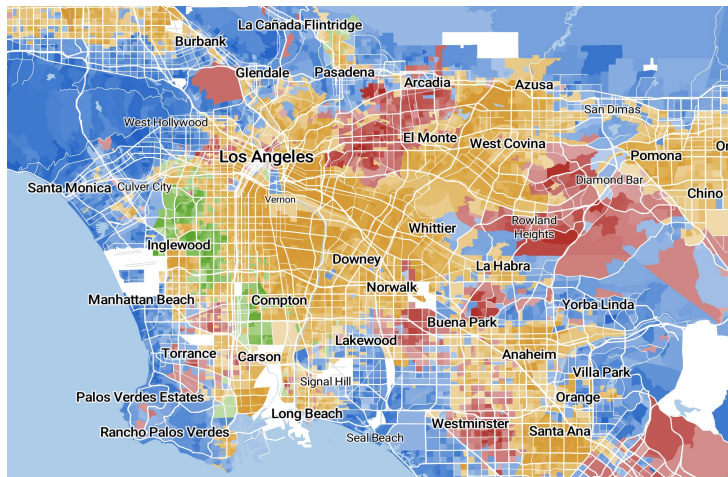 La Cañada Flintridge
Burbank
Glendale
Pasadena
Arcadia
Azusa
San Dimas
West Hollywood
Los Angeles
El Monte
West Covina
Pomona
Or
Santa Monica
Culver City
Diamond Bar
Chino
Vernon
Inglewood
Whittier
Rowland
Heights
Downey
La Habra
Norwalk
Manhattan Beach
Compton
Yorba Linda
Buena Park
Torrance
Carson
Lakewood
Anaheim
Villa Park
Signal Hill
Palos Verdes Estates
Orange
Long Beach
Rancho Palos Verdes
Seal Beach
Westminster
Santa Ana